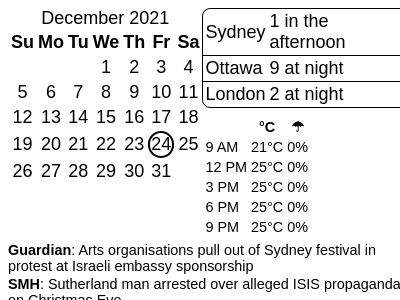 December 2021
Su Mo Tu We Th Fr Sa
1 2 3 4
5 6 7 8 9 10 11
12 13 14 15 16 17 18
19 20 21 22 23 24 25
26 27 28 29 30 31
Sydney 1 in the
afternoon
Ottawa 9 at night
London 2 at night
°C ☂
9 AM 21°C 0%
12 PM 25°C 0%
3 PM 25°C 0%
6 PM 25°C 0%
9 PM 25°C 0%
Guardian: Arts organisations pull out of Sydney festival in
protest at Israeli embassy sponsorship
SMH: Sutherland man arrested over alleged ISIS propaganda
on Christmas Eve